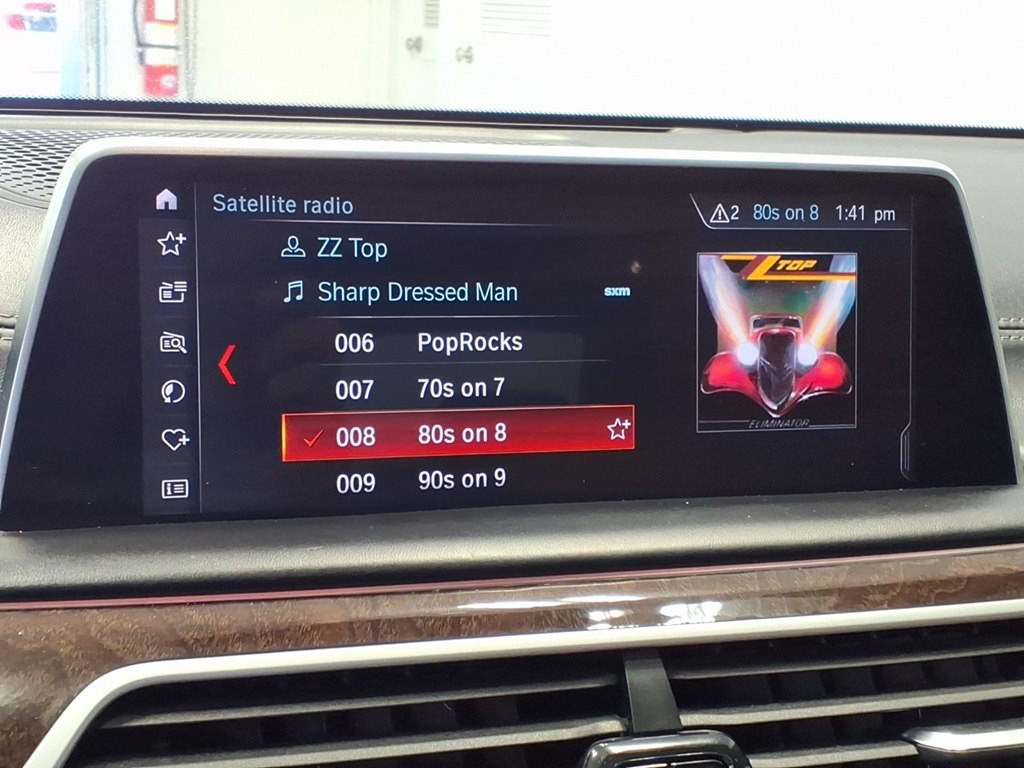 Satellite radio
2 80s on 8 1:41 pm
ZZ Top
Sharp Dressed Man sxm
006 PopRocks
007 70s on 7
008 80s on 8
009 90s on 9
TOP
ELIMINATOR